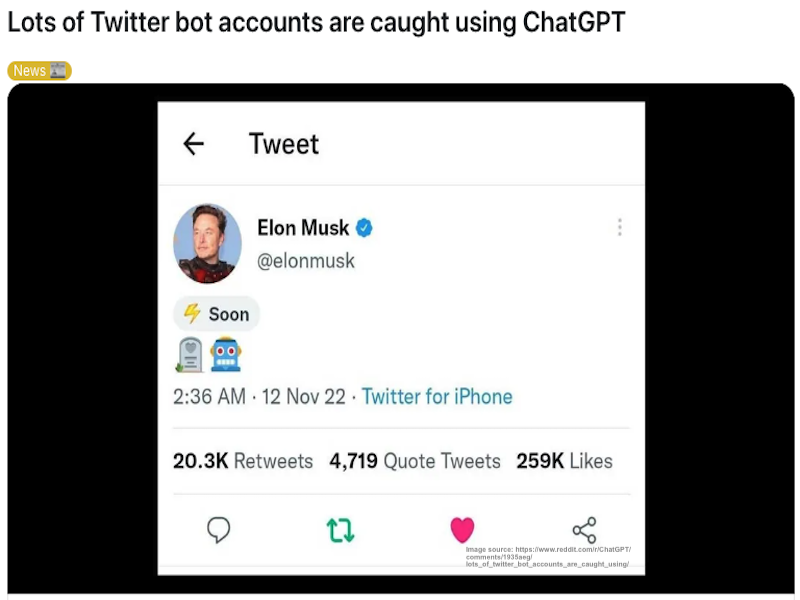 Lots of Twitter bot accounts are caught using ChatGPT
News 📰
Tweet
Elon Musk
@elonmusk
⚡ Soon
🪦🤖
2:36 AM · 12 Nov 22 · Twitter for iPhone
20.3K Retweets 4,719 Quote Tweets 259K Likes
Image source: https://www.reddit.com/r/ChatGPT/
comments/1935aeg/
lots_of_twitter_bot_accounts_are_caught_using/